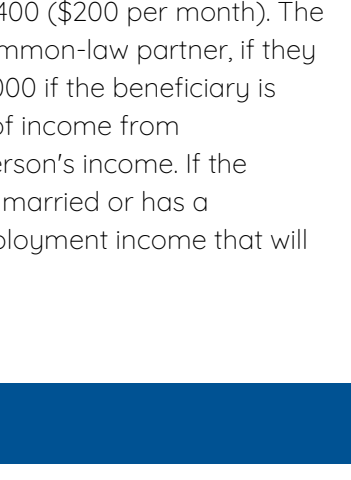 400 ($200 per month). The
mmon-law partner, if they
000 if the beneficiary is
of income from
erson's income. If the
married or has a
ployment income that will